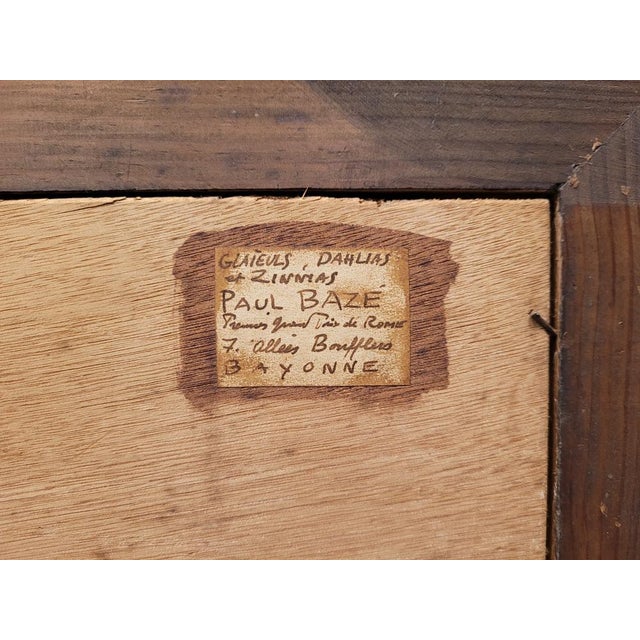 GLAÏEULS, DAHLIAS
et ZINNIAS
PAUL BAZÉ
Premier grand Prix de ROME
7. allées Boufflers
BAYONNE